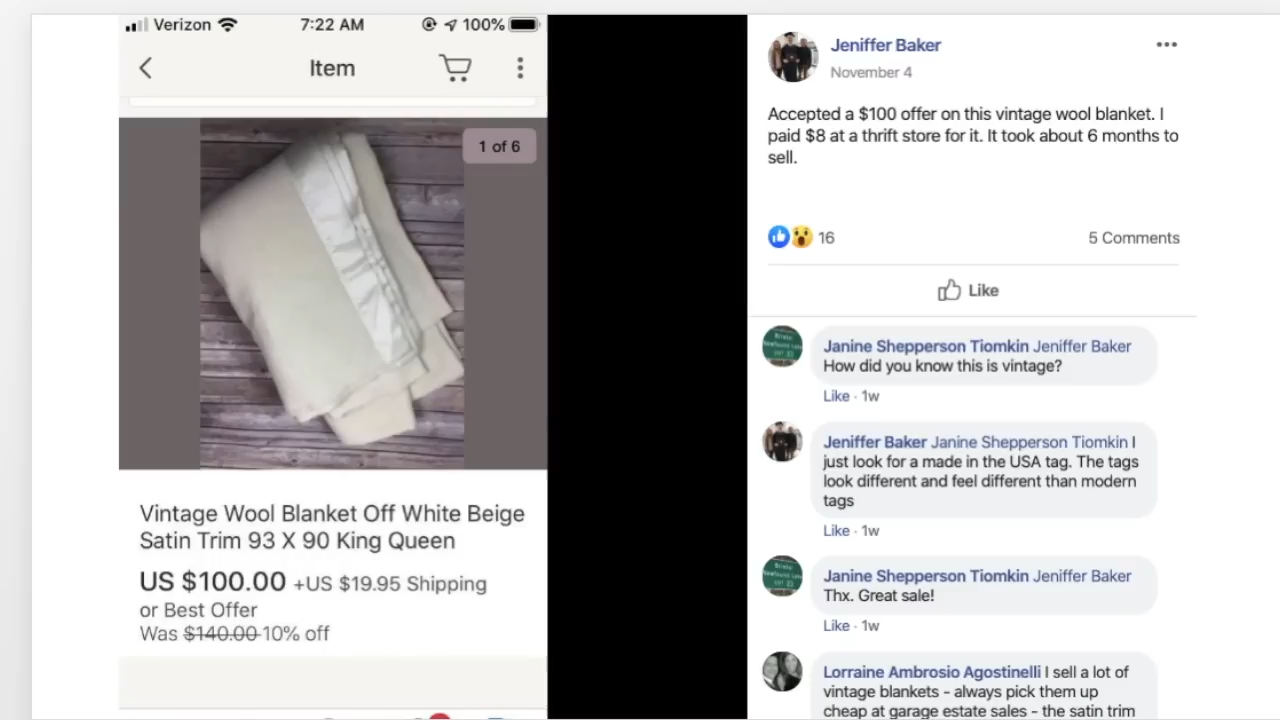 Verizon 7:22 AM 100%
Item
1 of 6
Vintage Wool Blanket Off White Beige
Satin Trim 93 X 90 King Queen
US $100.00 +US $19.95 Shipping
or Best Offer
Was $140.00 10% off
Jeniffer Baker
November 4
Accepted a $100 offer on this vintage wool blanket. I
paid $8 at a thrift store for it. It took about 6 months to
sell.
16 5 Comments
Like
Janine Shepperson Tiomkin Jeniffer Baker
How did you know this is vintage?
Like · 1w
Jeniffer Baker Janine Shepperson Tiomkin I
just look for a made in the USA tag. The tags
look different and feel different than modern
tags
Like · 1w
Janine Shepperson Tiomkin Jeniffer Baker
Thx. Great sale!
Like · 1w
Lorraine Ambrosio Agostinelli I sell a lot of
vintage blankets - always pick them up
cheap at garage estate sales - the satin trim